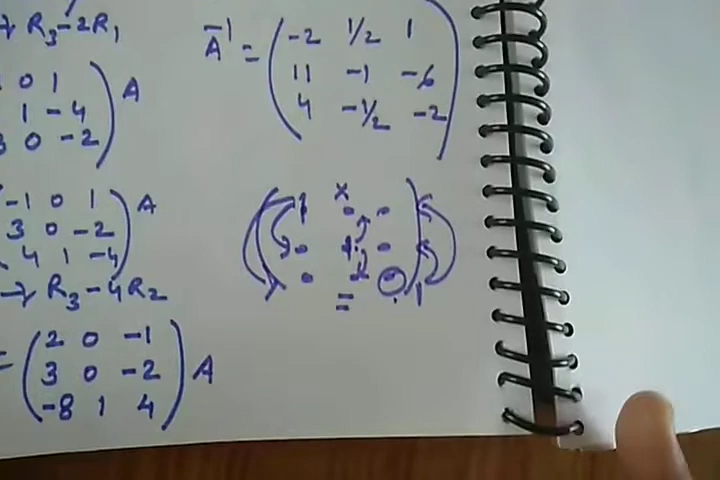 → R₃-2R₁
0 1
1 -4 A
0 -2
-1 0 1
3 0 -2 A
4 1 -4
→ R₃-4R₂
2 0 -1
= 3 0 -2 A
-8 1 4
A⁻¹ = -2 1/2 1
11 -1 -6
4 -1/2 -2